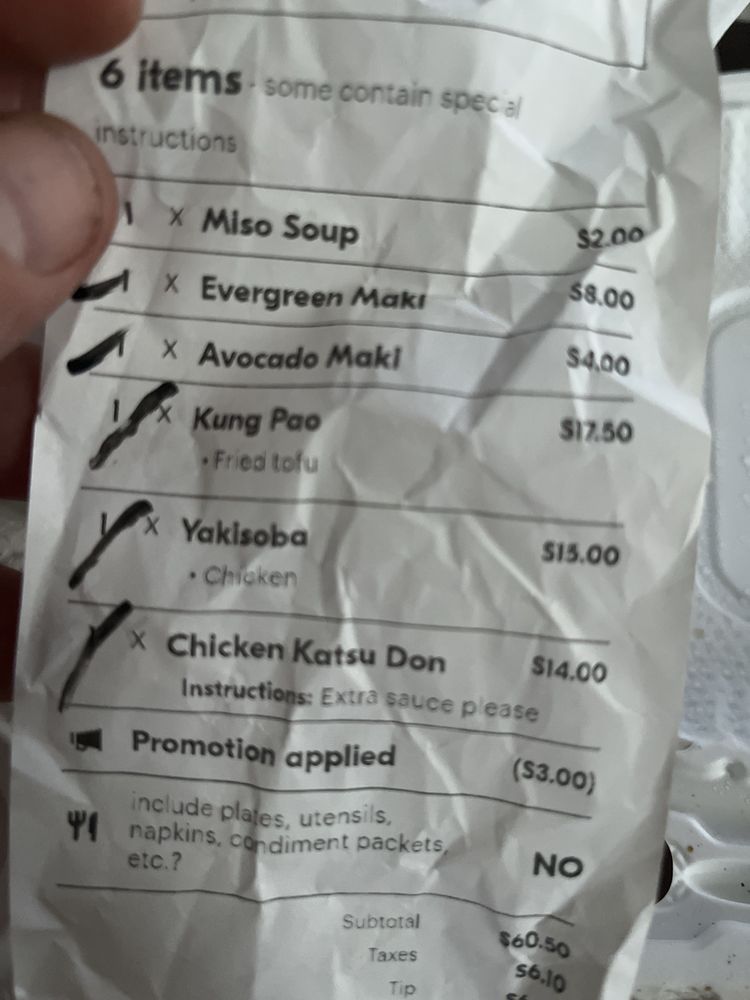 6 items - some contain special
instructions
1 x Miso Soup $2.00
1 x Evergreen Maki $8.00
1 x Avocado Maki $4.00
1 x Kung Pao $17.50
• Fried tofu
1 x Yakisoba $15.00
• Chicken
x Chicken Katsu Don $14.00
Instructions: Extra sauce please
Promotion applied ($3.00)
include plates, utensils,
napkins, condiment packets,
etc.? NO
Subtotal $60.50
Taxes $6.10
Tip